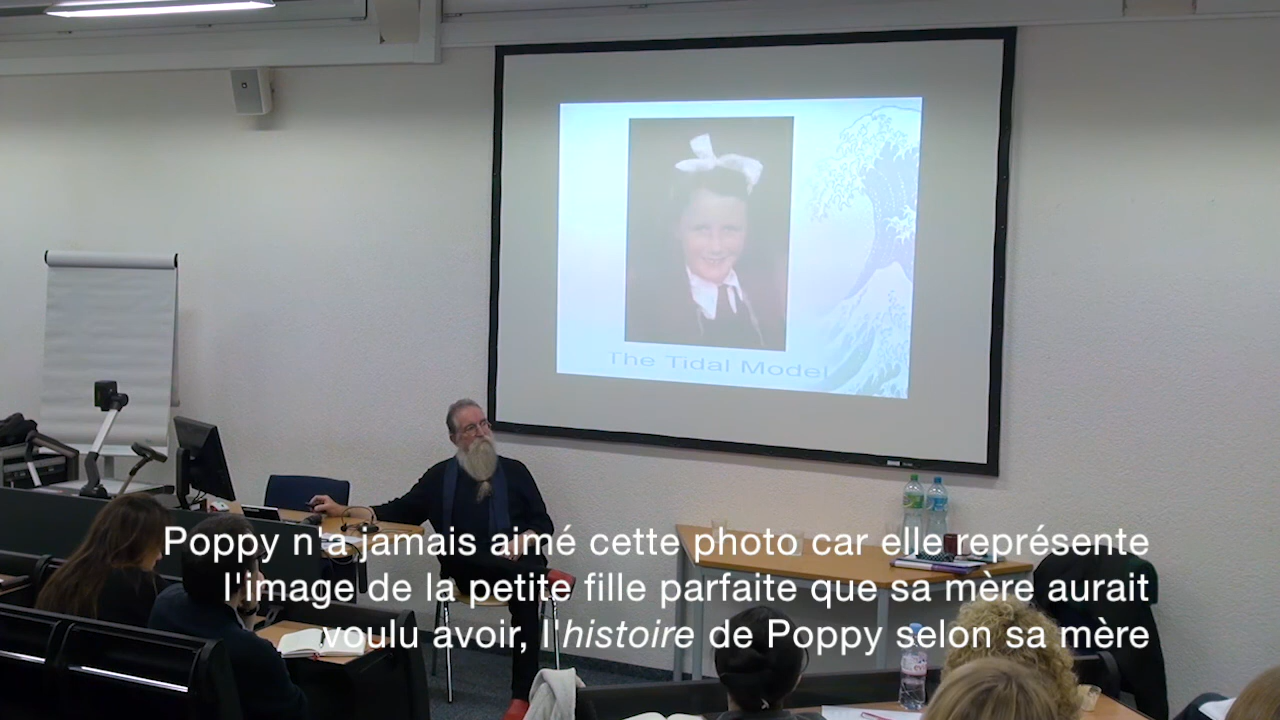 The Tidal Model
Poppy n'a jamais aimé cette photo car elle représente
l'image de la petite fille parfaite que sa mère aurait
voulu avoir, l'histoire de Poppy selon sa mère